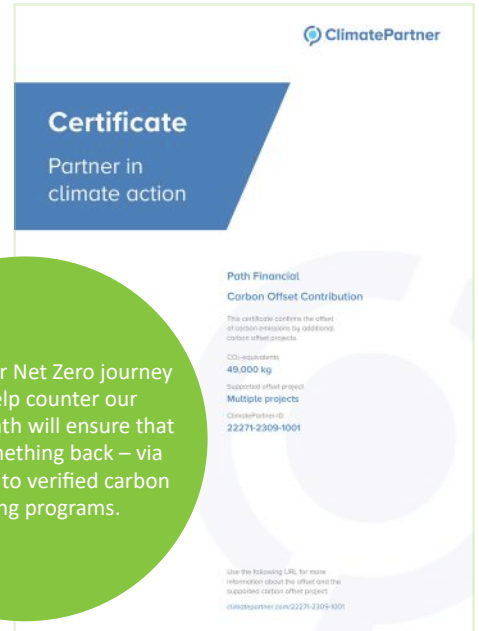 ClimatePartner
Certificate
Partner in
climate action
Path Financial
Carbon Offset Contribution
This certificate confirms the offset
of carbon emissions by additional
carbon offset projects.
CO₂-equivalents
49,000 kg
Supported offset project
Multiple projects
ClimatePartner-ID
22271-2309-1001
r Net Zero journey
elp counter our
ath will ensure that
mething back – via
to verified carbon
ng programs.
Use the following URL for more
information about the offset and the
supported carbon offset project:
climatepartner.com/22271-2309-1001